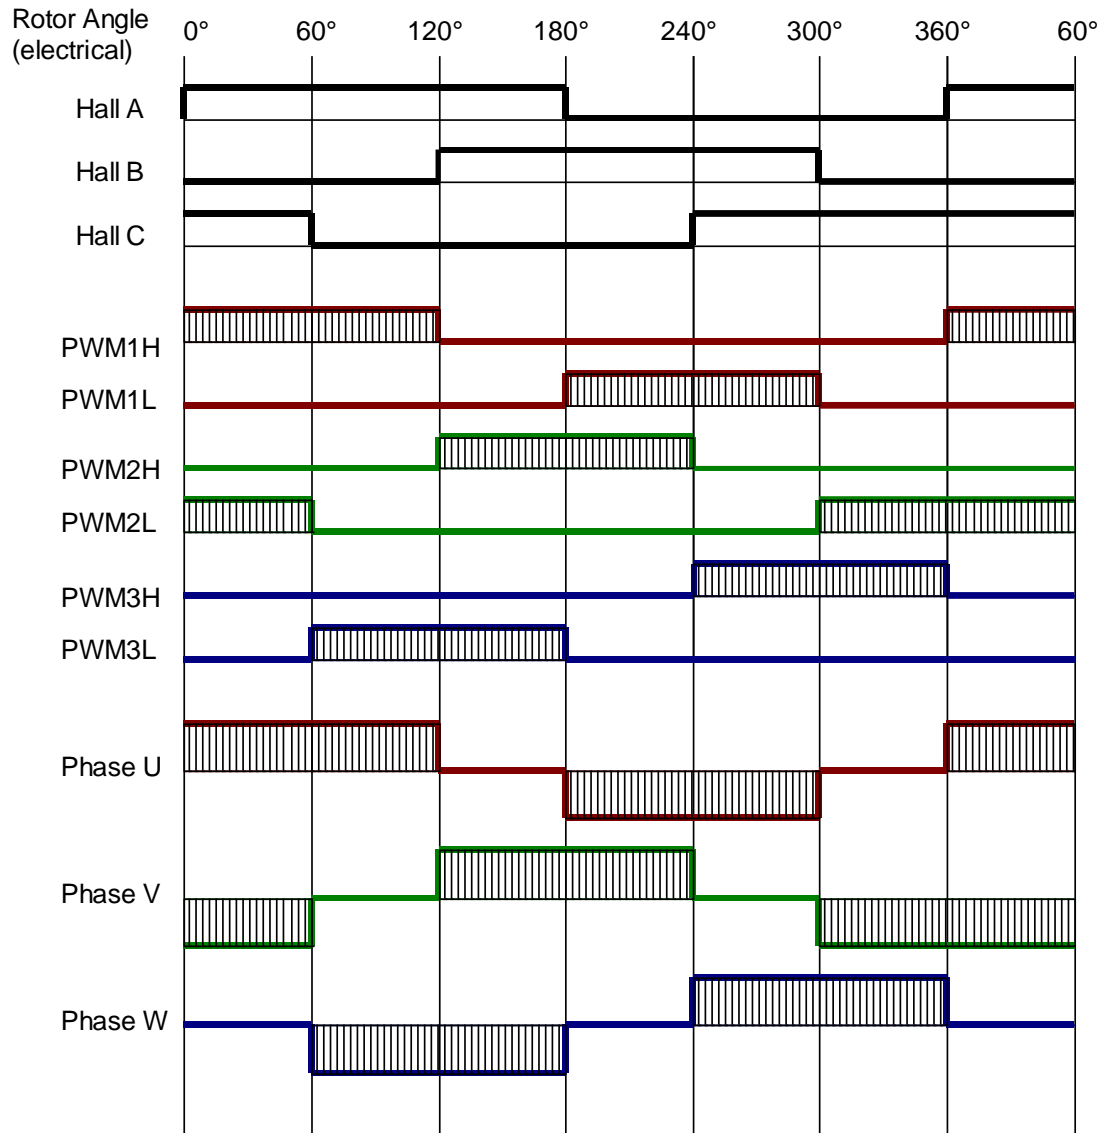 Rotor Angle
(electrical)
0° 60° 120° 180° 240° 300° 360° 60°
Hall A
Hall B
Hall C
PWM1H
PWM1L
PWM2H
PWM2L
PWM3H
PWM3L
Phase U
Phase V
Phase W